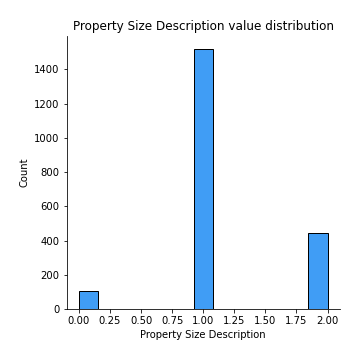 Property Size Description value distribution
1400
1200
1000
800
600
400
200
0
Count
0.00 0.25 0.50 0.75 1.00 1.25 1.50 1.75 2.00
Property Size Description